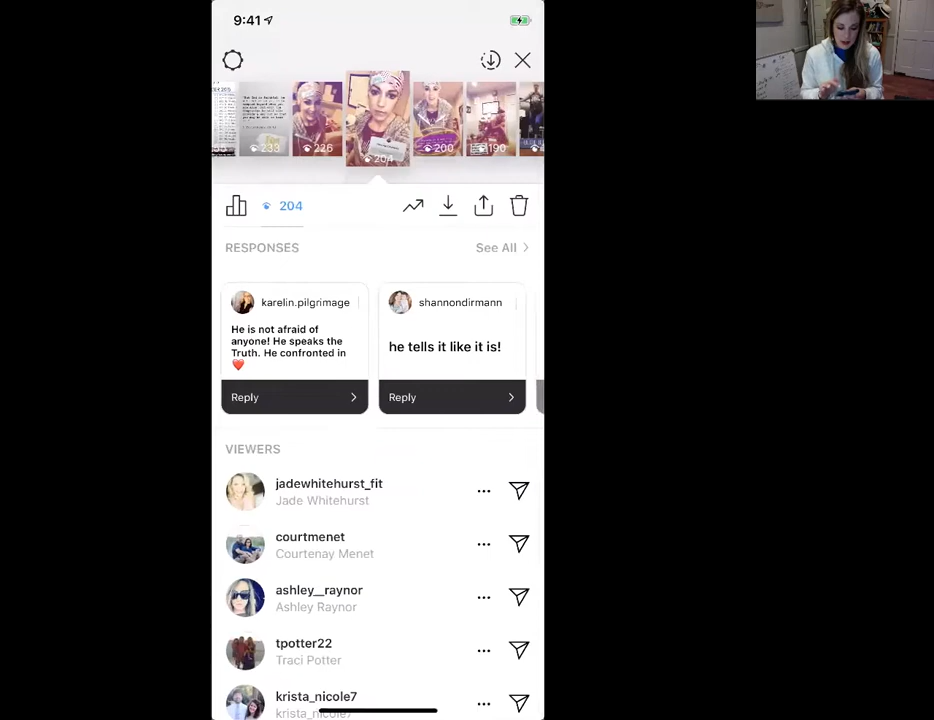 9:41
233
226
204
200
190
204
RESPONSES
See All
karelin.pilgrimage
He is not afraid of
anyone! He speaks the
Truth. He confronted in
❤️
Reply
shannondirmann
he tells it like it is!
Reply
VIEWERS
jadewhitehurst_fit
Jade Whitehurst
courtmenet
Courtenay Menet
ashley__raynor
Ashley Raynor
tpotter22
Traci Potter
krista_nicole7
krista_nicole7